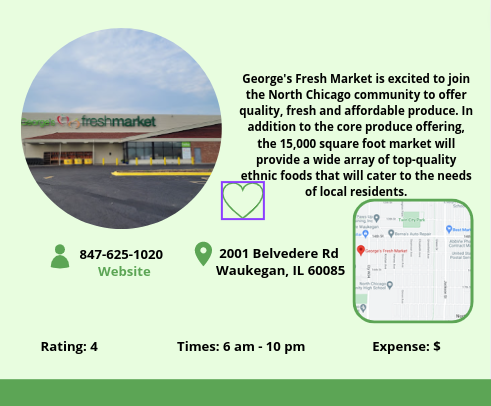 George's freshmarket
George's Fresh Market is excited to join
the North Chicago community to offer
quality, fresh and affordable produce. In
addition to the core produce offering,
the 15,000 square foot market will
provide a wide array of top-quality
ethnic foods that will cater to the needs
of local residents.
847-625-1020
Website
2001 Belvedere Rd
Waukegan, IL 60085
George's Fresh Market
Rating: 4
Times: 6 am - 10 pm
Expense: $